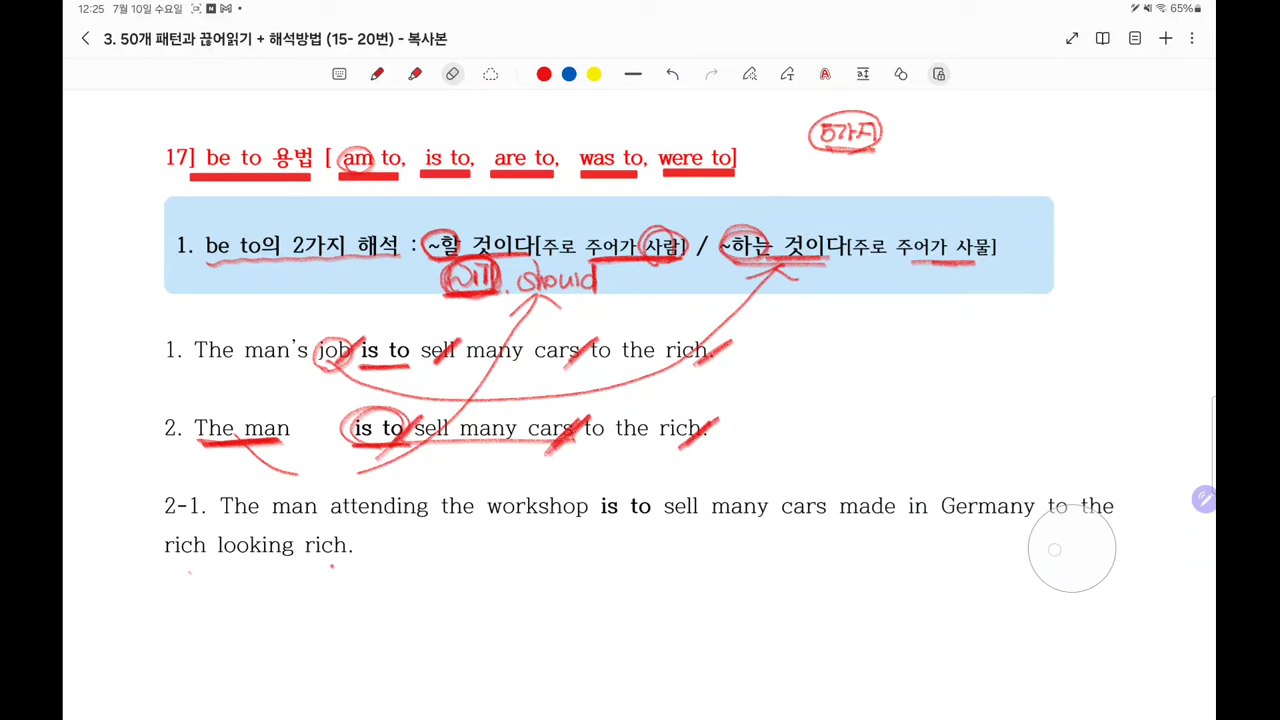 12:25 7월 10일 수요일
65%
3. 50개 패턴과 끊어읽기 + 해석방법 (15- 20번) - 복사본
5가지
17] be to 용법 [ am to, is to, are to, was to, were to]
1. be to의 2가지 해석 : ~할 것이다[주로 주어가 사람] / ~하는 것이다[주로 주어가 사물]
will. should
1. The man's job is to sell many cars to the rich.
2. The man is to sell many cars to the rich.
2-1. The man attending the workshop is to sell many cars made in Germany to the
rich looking rich.